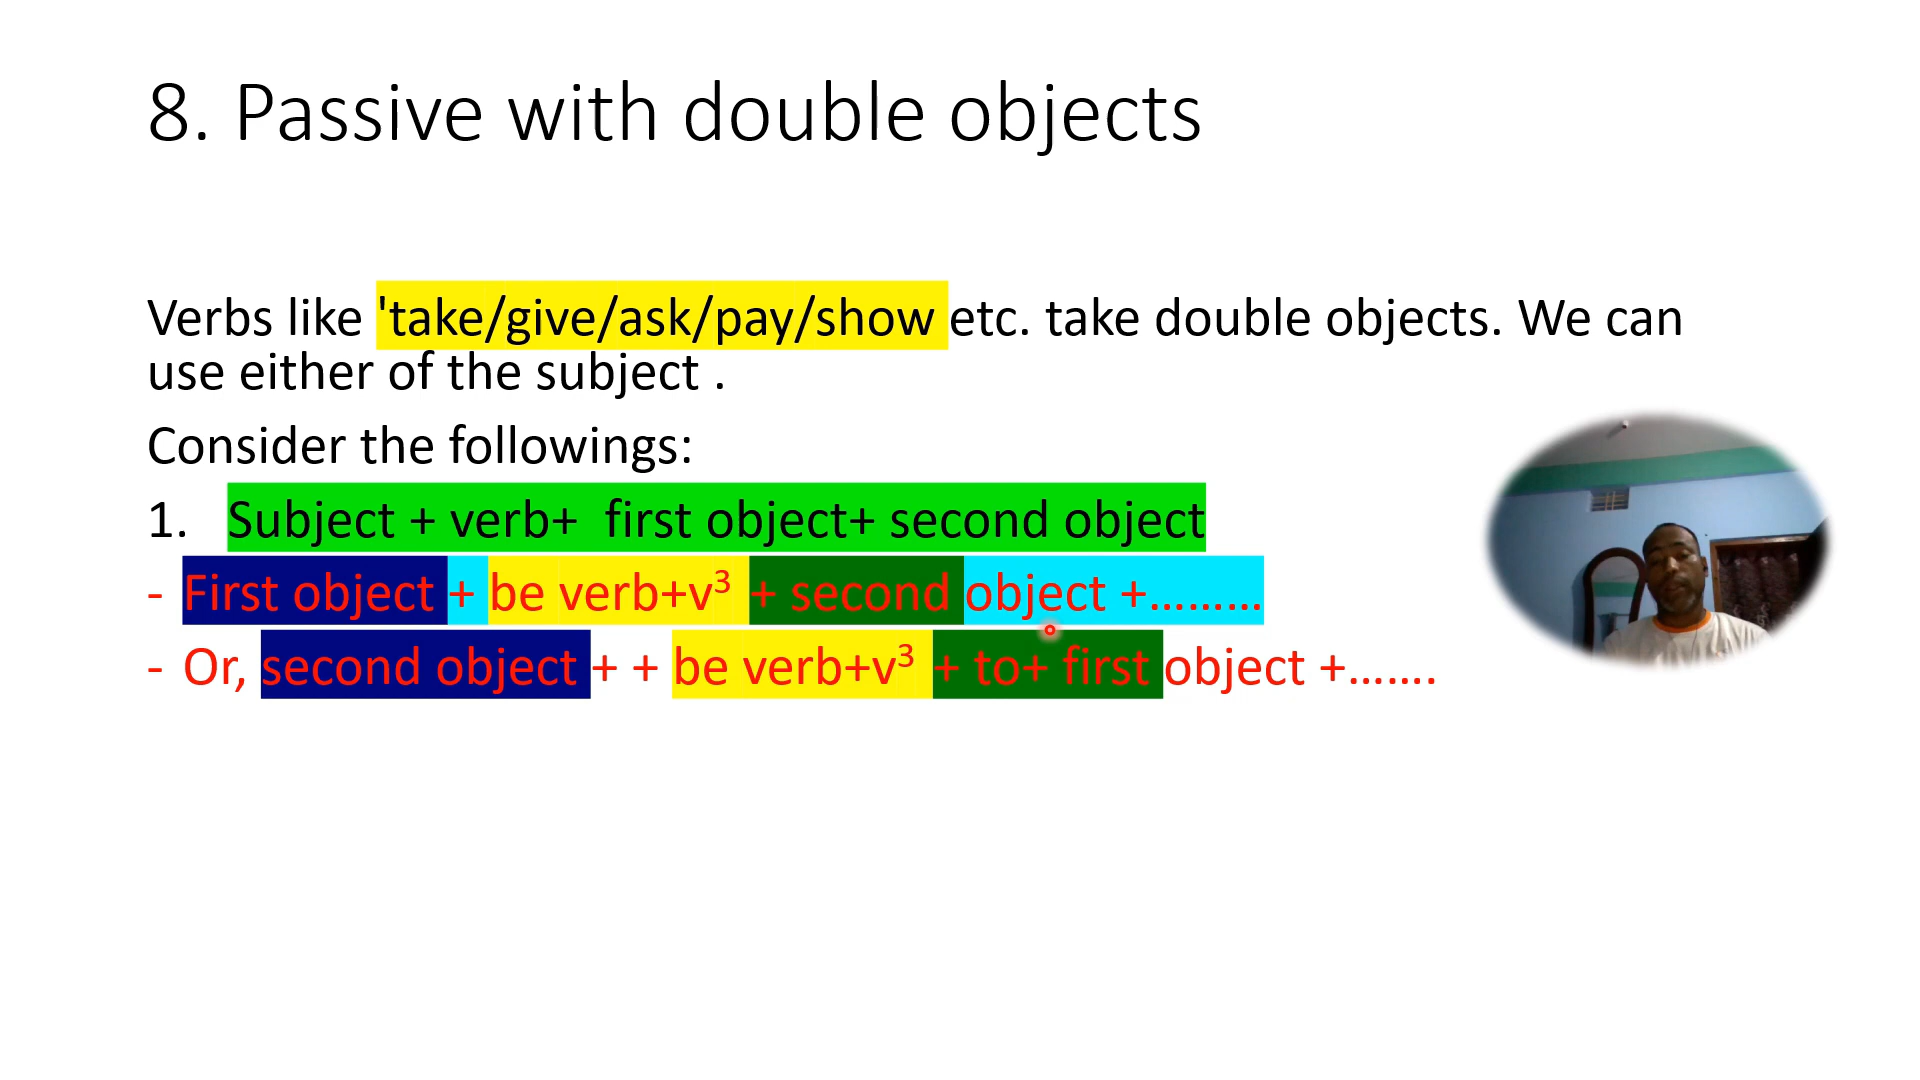 8. Passive with double objects
Verbs like 'take/give/ask/pay/show etc. take double objects. We can
use either of the subject .
Consider the followings:
1. Subject + verb+ first object+ second object
- First object + be verb+v³ + second object +………
- Or, second object + + be verb+v³ + to+ first object +…….